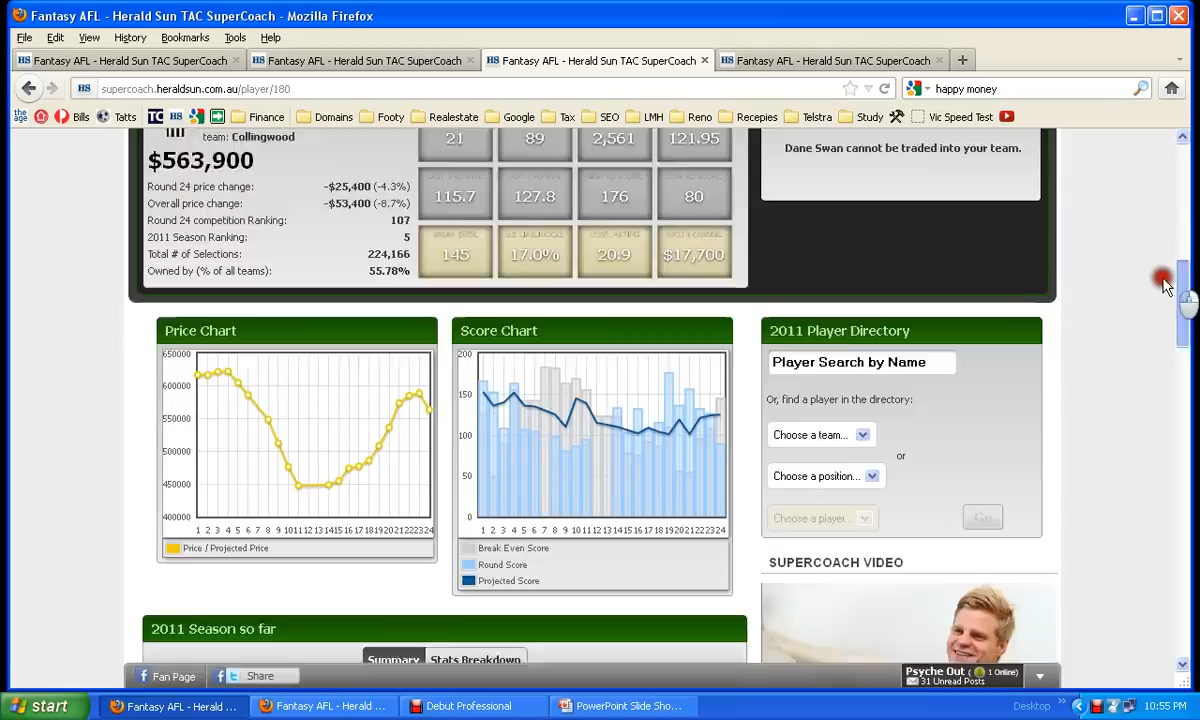 Fantasy AFL - Herald Sun TAC SuperCoach - Mozilla Firefox
File Edit View History Bookmarks Tools Help
HS Fantasy AFL - Herald Sun TAC SuperCoach × HS Fantasy AFL - Herald Sun TAC SuperCoach × HS Fantasy AFL - Herald Sun TAC SuperCoach × HS Fantasy AFL - Herald Sun TAC SuperCoach × +
HS supercoach.heraldsun.com.au/player/180 happy money
the age Bills Tatts TC HS Finance Domains Footy Realestate Google Tax SEO LMH Reno Recepies Telstra Study Vic Speed Test
team: Collingwood
$563,900
Round 24 price change: -$25,400 (-4.3%)
Overall price change: -$53,400 (-8.7%)
Round 24 competition Ranking: 107
2011 Season Ranking: 5
Total # of Selections: 224,166
Owned by (% of all teams): 55.78%
21 89 2,561 121.95
115.7 127.8 176 80
145 17.0% 20.9 $17,700
Dane Swan cannot be traded into your team.
Price Chart
650000
600000
550000
500000
450000
400000
1 2 3 4 5 6 7 8 9 10 11 12 13 14 15 16 17 18 19 20 21 22 23 24
Price / Projected Price
Score Chart
200
150
100
50
0
1 2 3 4 5 6 7 8 9 10 11 12 13 14 15 16 17 18 19 20 21 22 23 24
Break Even Score
Round Score
Projected Score
2011 Player Directory
Player Search by Name
Or, find a player in the directory:
Choose a team...
or
Choose a position...
Choose a player...
Go
SUPERCOACH VIDEO
2011 Season so far
Summary Stats Breakdown
Fan Page Share
Psyche Out ( 1 Online)
31 Unread Posts
start Fantasy AFL - Herald ... Fantasy AFL - Herald ... Debut Professional PowerPoint Slide Sho... Desktop » 10:55 PM